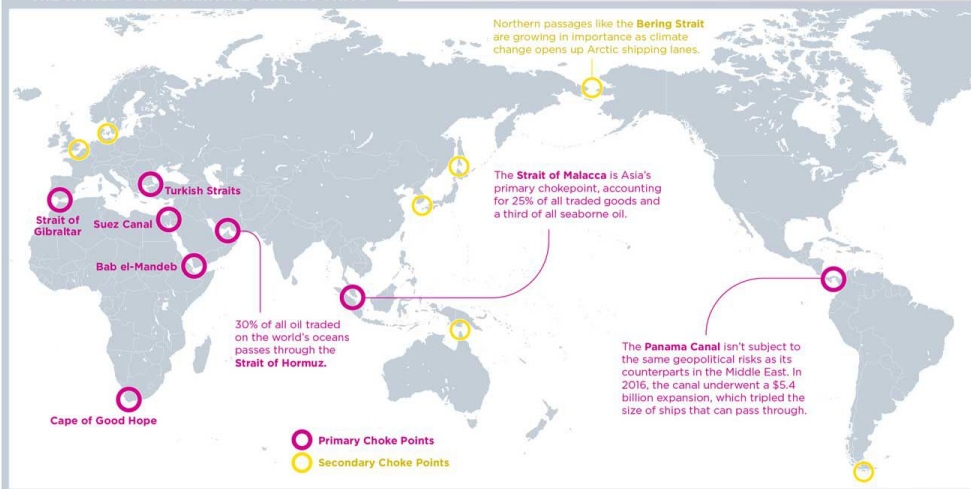 Northern passages like the Bering Strait
are growing in importance as climate
change opens up Arctic shipping lanes.
The Strait of Malacca is Asia's
primary chokepoint, accounting
for 25% of all traded goods and
a third of all seaborne oil.
Turkish Straits
Strait of
Gibraltar
Suez Canal
Bab el-Mandeb
30% of all oil traded
on the world's oceans
passes through the
Strait of Hormuz.
The Panama Canal isn't subject to
the same geopolitical risks as its
counterparts in the Middle East. In
2016, the canal underwent a $5.4
billion expansion, which tripled the
size of ships that can pass through.
Cape of Good Hope
Primary Choke Points
Secondary Choke Points